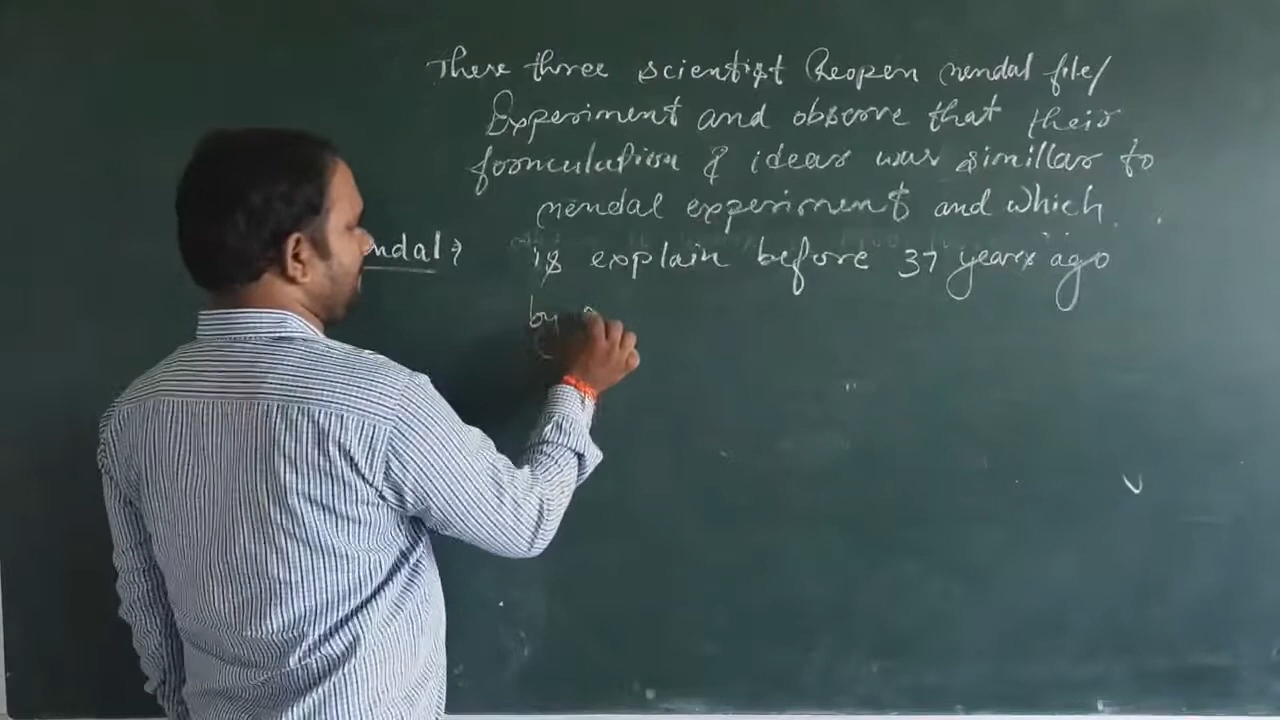 These three scientist Reopen mendal file/
Experiment and observe that their
formulation & ideas was simillar to
mendal experiment and which
ndal? is explain before 37 years ago
by